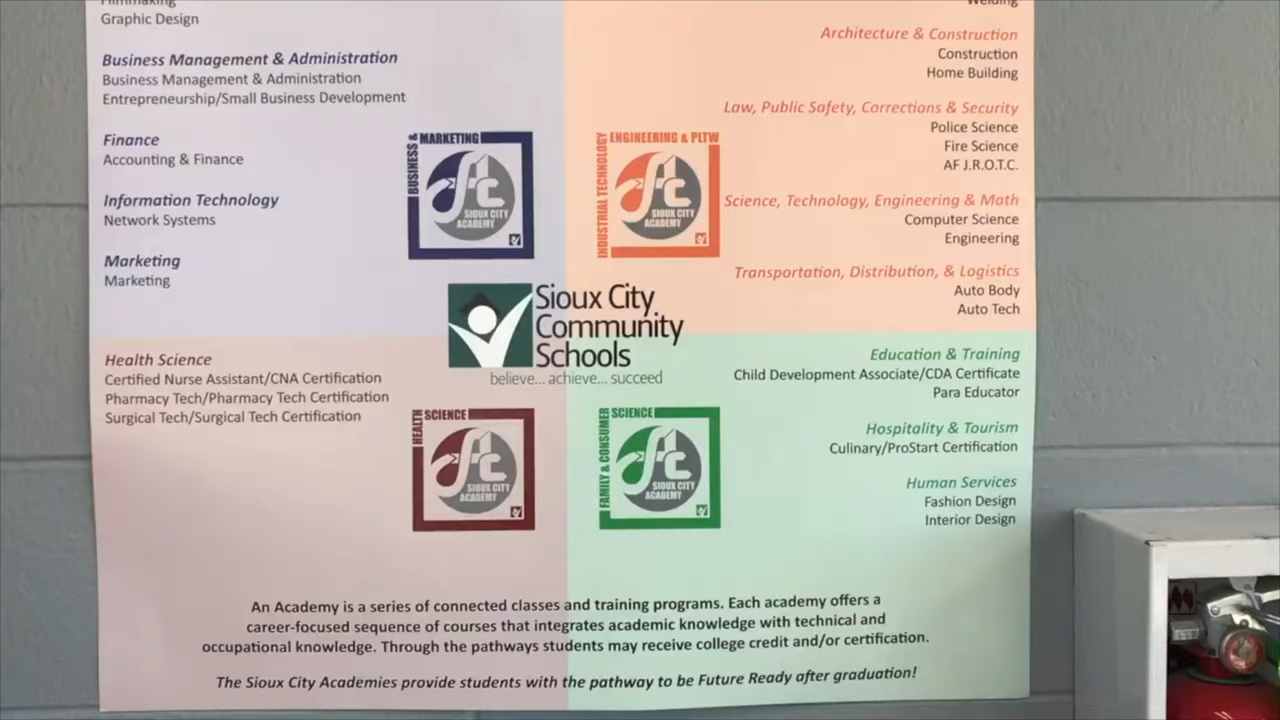 Filmmaking
Graphic Design
Business Management & Administration
Business Management & Administration
Entrepreneurship/Small Business Development
Finance
Accounting & Finance
Information Technology
Network Systems
Marketing
Marketing
BUSINESS &
MARKETING
SIOUX CITY
ACADEMY
Welding
Architecture & Construction
Construction
Home Building
Law, Public Safety, Corrections & Security
Police Science
Fire Science
AF J.R.O.T.C.
Science, Technology, Engineering & Math
Computer Science
Engineering
Transportation, Distribution, & Logistics
Auto Body
Auto Tech
INDUSTRIAL TECHNOLOGY
ENGINEERING & PLTW
SIOUX CITY
ACADEMY
Sioux City
Community
Schools
believe... achieve... succeed
Health Science
Certified Nurse Assistant/CNA Certification
Pharmacy Tech/Pharmacy Tech Certification
Surgical Tech/Surgical Tech Certification
HEALTH
SCIENCE
SIOUX CITY
ACADEMY
Education & Training
Child Development Associate/CDA Certificate
Para Educator
Hospitality & Tourism
Culinary/ProStart Certification
Human Services
Fashion Design
Interior Design
FAMILY & CONSUMER
SCIENCE
SIOUX CITY
ACADEMY
An Academy is a series of connected classes and training programs. Each academy offers a
career-focused sequence of courses that integrates academic knowledge with technical and
occupational knowledge. Through the pathways students may receive college credit and/or certification.
The Sioux City Academies provide students with the pathway to be Future Ready after graduation!